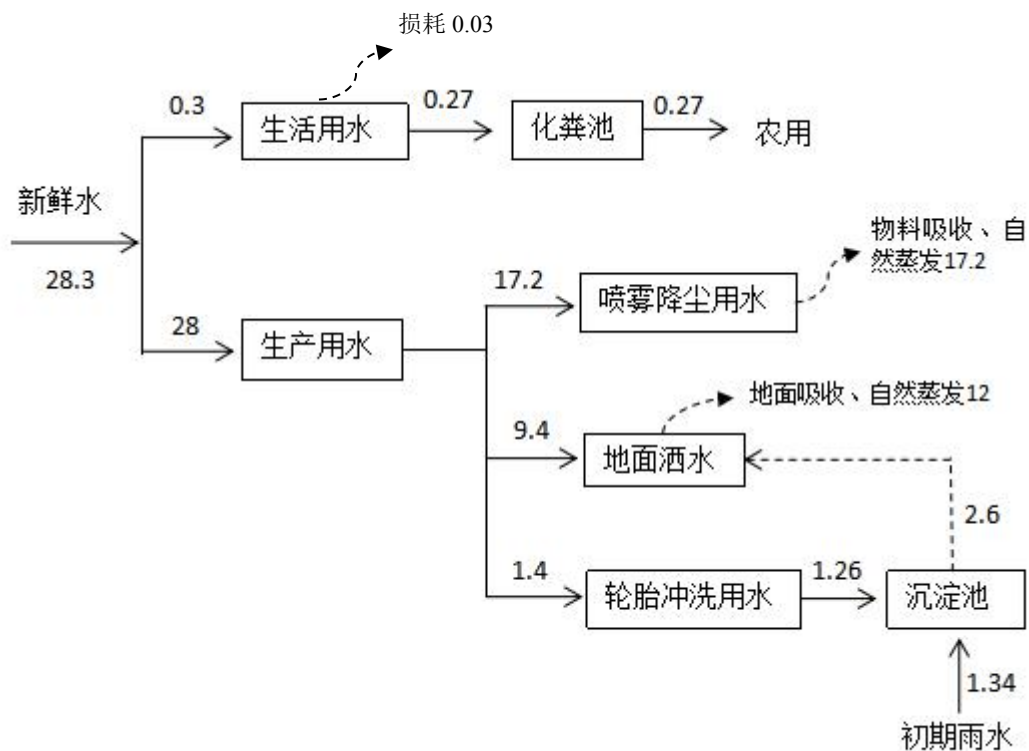 损耗 0.03
0.3
生活用水
0.27
化粪池
0.27
农用
新鲜水
28.3
物料吸收、自
然蒸发17.2
17.2
喷雾降尘用水
28
生产用水
地面吸收、自然蒸发12
9.4
地面洒水
2.6
1.4
轮胎冲洗用水
1.26
沉淀池
1.34
初期雨水